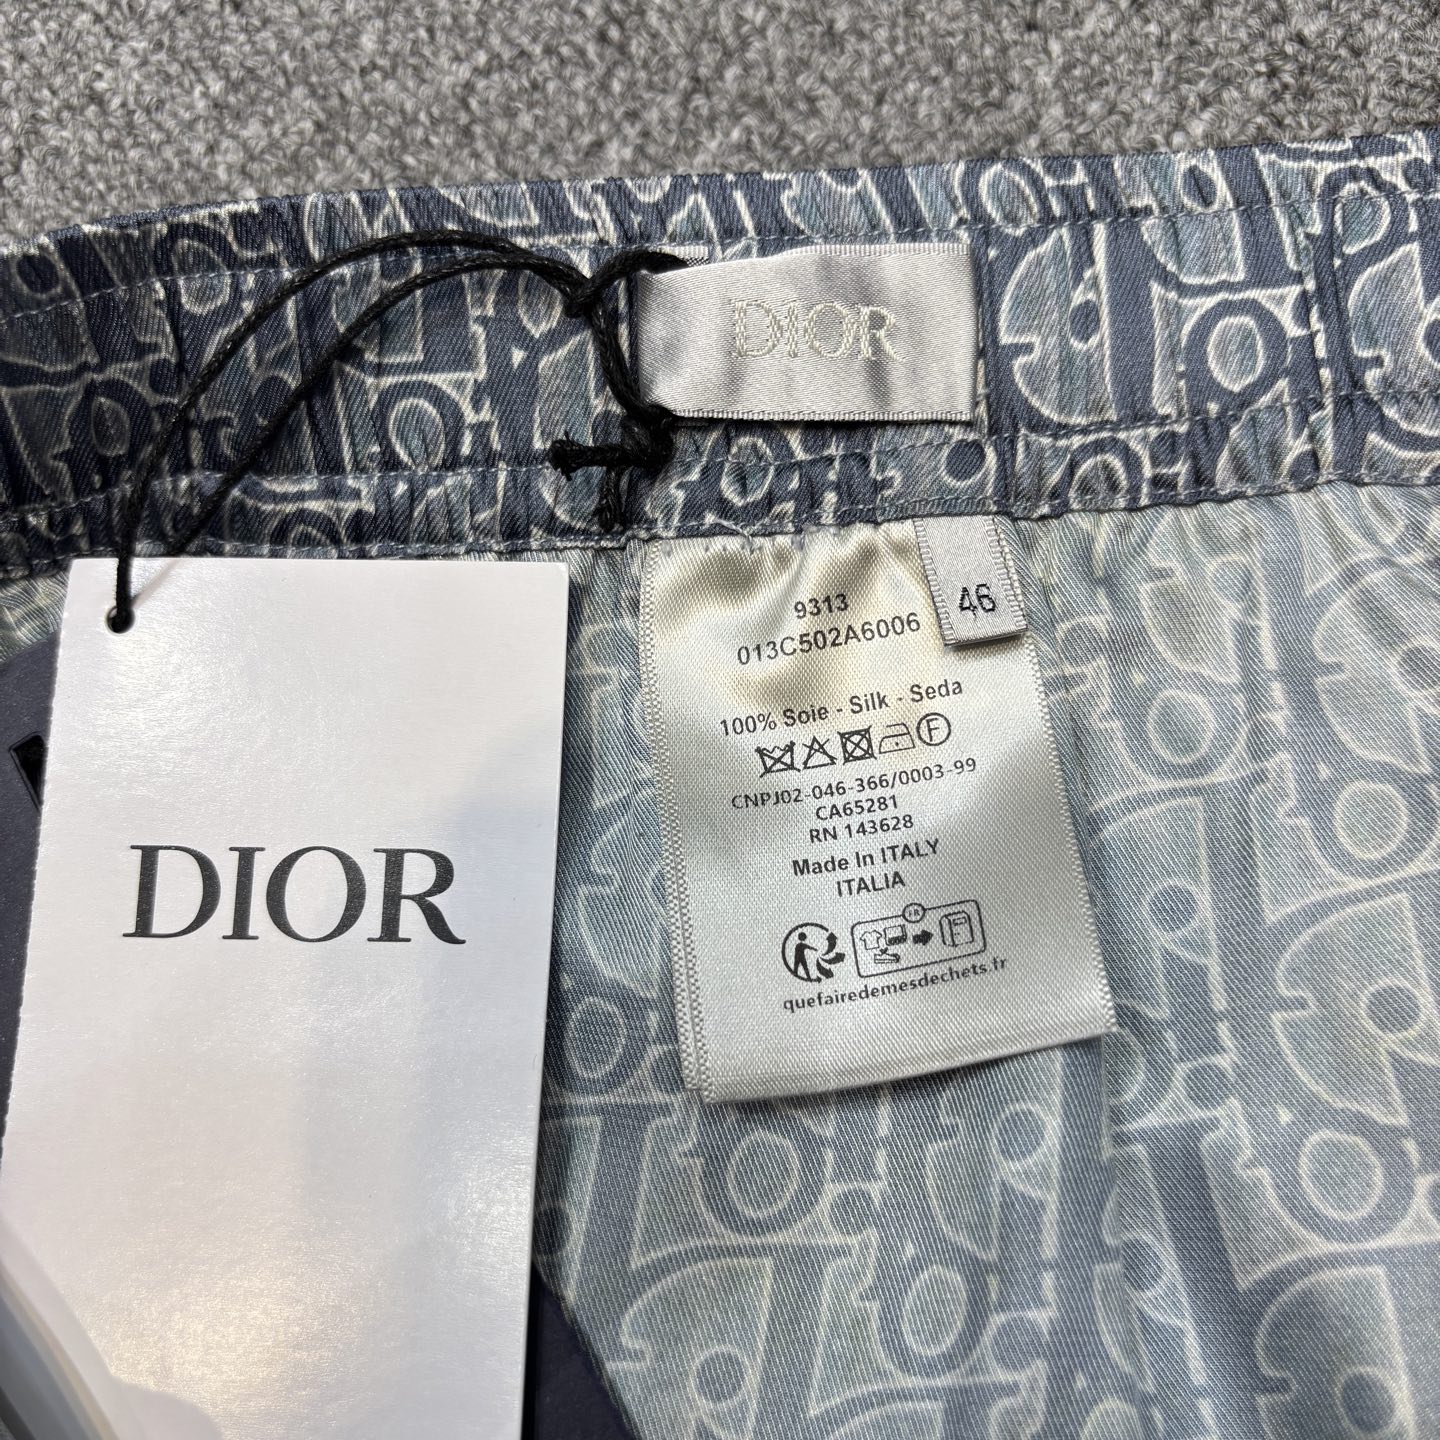 DIOR
DIOR
46
9313
013C502A6006
100% Soie - Silk - Seda
F
CNPJ02-046-366/0003-99
CA65281
RN 143628
Made In ITALY
ITALIA
FR
quefairedemesdechets.fr